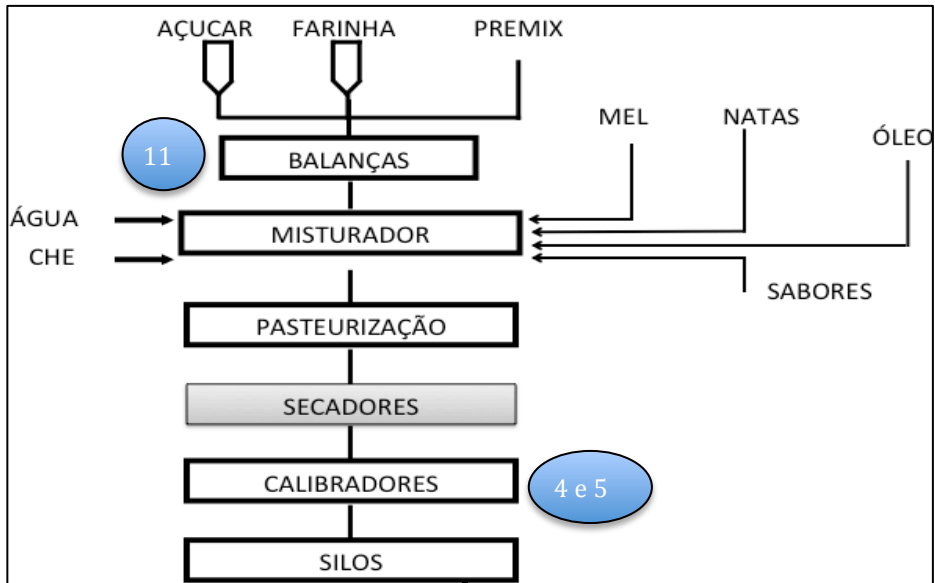 AÇUCAR FARINHA PREMIX
MEL NATAS
ÓLEO
11
BALANÇAS
ÁGUA
MISTURADOR
CHE
SABORES
PASTEURIZAÇÃO
SECADORES
CALIBRADORES
4 e 5
SILOS